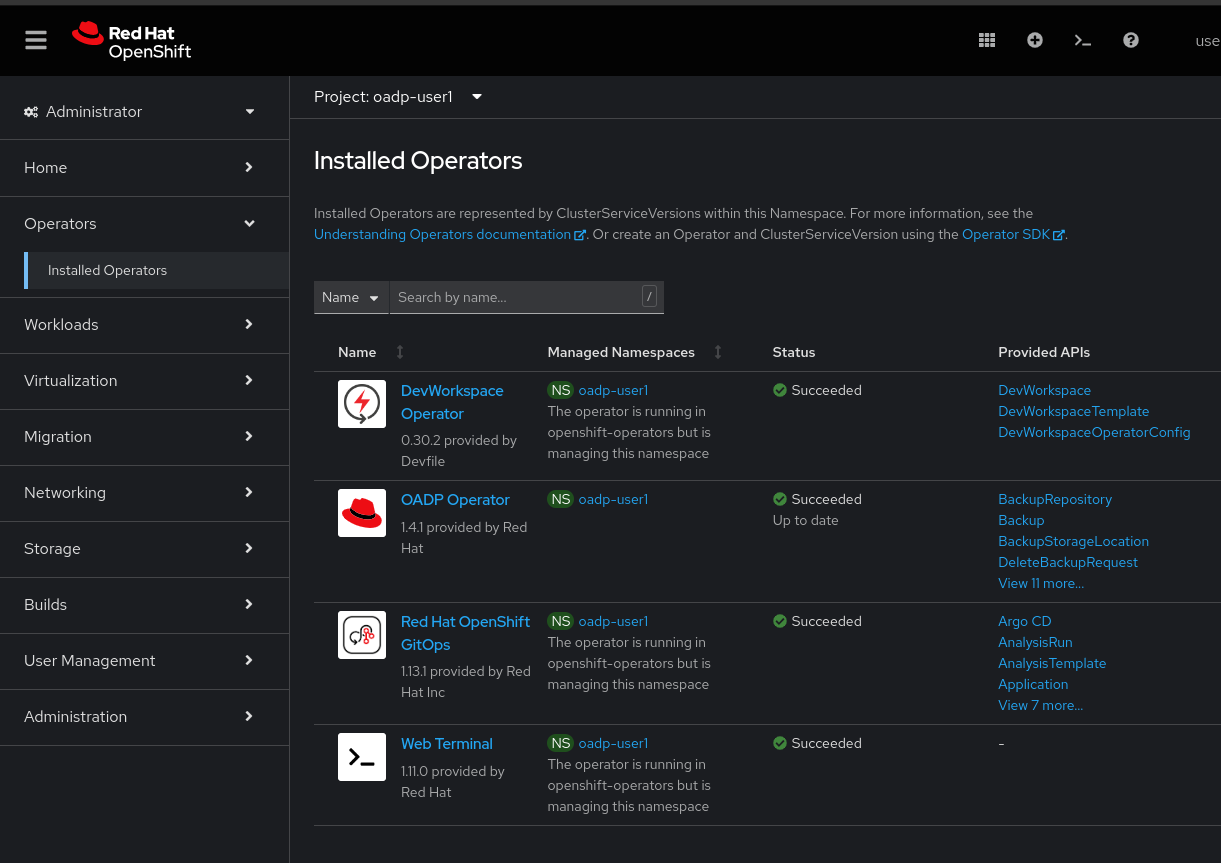 Red Hat
OpenShift
use
Administrator
Home
Operators
Installed Operators
Workloads
Virtualization
Migration
Networking
Storage
Builds
User Management
Administration
Project: oadp-user1
Installed Operators
Installed Operators are represented by ClusterServiceVersions within this Namespace. For more information, see the
Understanding Operators documentation. Or create an Operator and ClusterServiceVersion using the Operator SDK.
Name Search by name... /
Name Managed Namespaces Status Provided APIs
DevWorkspace
Operator
0.30.2 provided by
Devfile
NS oadp-user1
The operator is running in
openshift-operators but is
managing this namespace
Succeeded
DevWorkspace
DevWorkspaceTemplate
DevWorkspaceOperatorConfig
OADP Operator
1.4.1 provided by Red
Hat
NS oadp-user1
Succeeded
Up to date
BackupRepository
Backup
BackupStorageLocation
DeleteBackupRequest
View 11 more...
Red Hat OpenShift
GitOps
1.13.1 provided by Red
Hat Inc
NS oadp-user1
The operator is running in
openshift-operators but is
managing this namespace
Succeeded
Argo CD
AnalysisRun
AnalysisTemplate
Application
View 7 more...
Web Terminal
1.11.0 provided by
Red Hat
NS oadp-user1
The operator is running in
openshift-operators but is
managing this namespace
Succeeded
-